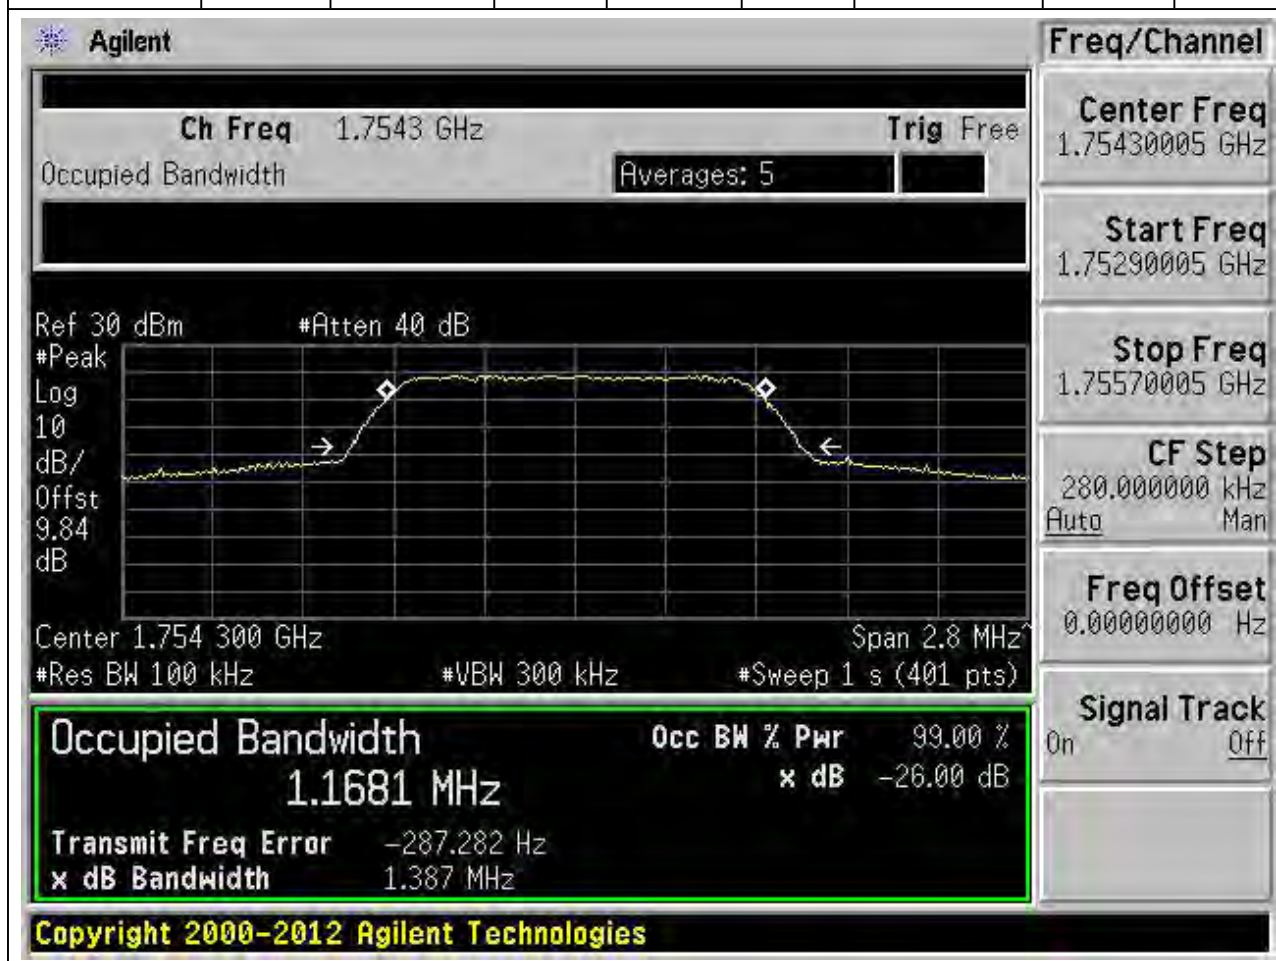 Agilent
Freq/Channel
Ch Freq 1.7543 GHz Trig Free
Occupied Bandwidth Averages: 5
Center Freq
1.75430005 GHz
Start Freq
1.75290005 GHz
Stop Freq
1.75570005 GHz
CF Step
280.000000 kHz
Auto Man
Freq Offset
0.00000000 Hz
Signal Track
On Off
Ref 30 dBm #Atten 40 dB
#Peak
Log
10
dB/
Offst
9.84
dB
Center 1.754 300 GHz Span 2.8 MHz^
#Res BW 100 kHz #VBW 300 kHz #Sweep 1 s (401 pts)
Occupied Bandwidth Occ BW % Pwr 99.00 %
1.1681 MHz x dB -26.00 dB
Transmit Freq Error -287.282 Hz
x dB Bandwidth 1.387 MHz
Copyright 2000-2012 Agilent Technologies